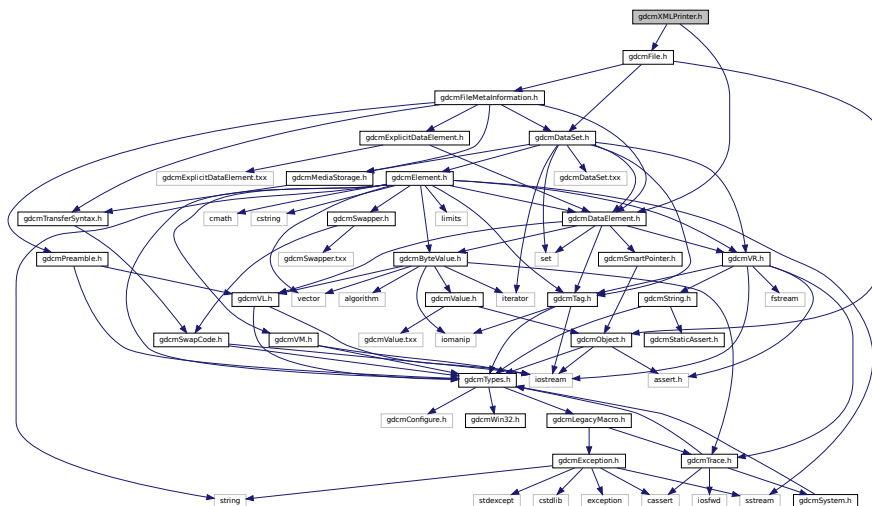 gdcmXMLPrinter.h
gdcmFile.h
gdcmFileMetaInformation.h
gdcmExplicitDataElement.h
gdcmDataSet.h
gdcmExplicitDataElement.txx
gdcmMediaStorage.h
gdcmElement.h
gdcmDataSet.txx
gdcmTransferSyntax.h
cmath
cstring
gdcmSwapper.h
limits
gdcmDataElement.h
gdcmPreamble.h
gdcmSwapper.txx
gdcmByteValue.h
set
gdcmSmartPointer.h
gdcmVR.h
gdcmVL.h
vector
algorithm
gdcmValue.h
iterator
gdcmTag.h
gdcmString.h
fstream
gdcmSwapCode.h
gdcmVM.h
gdcmValue.txx
iomanip
gdcmObject.h
gdcmStaticAssert.h
gdcmTypes.h
iostream
assert.h
gdcmConfigure.h
gdcmWin32.h
gdcmLegacyMacro.h
gdcmException.h
gdcmTrace.h
string
stdexcept
cstdlib
exception
cassert
iosfwd
sstream
gdcmSystem.h